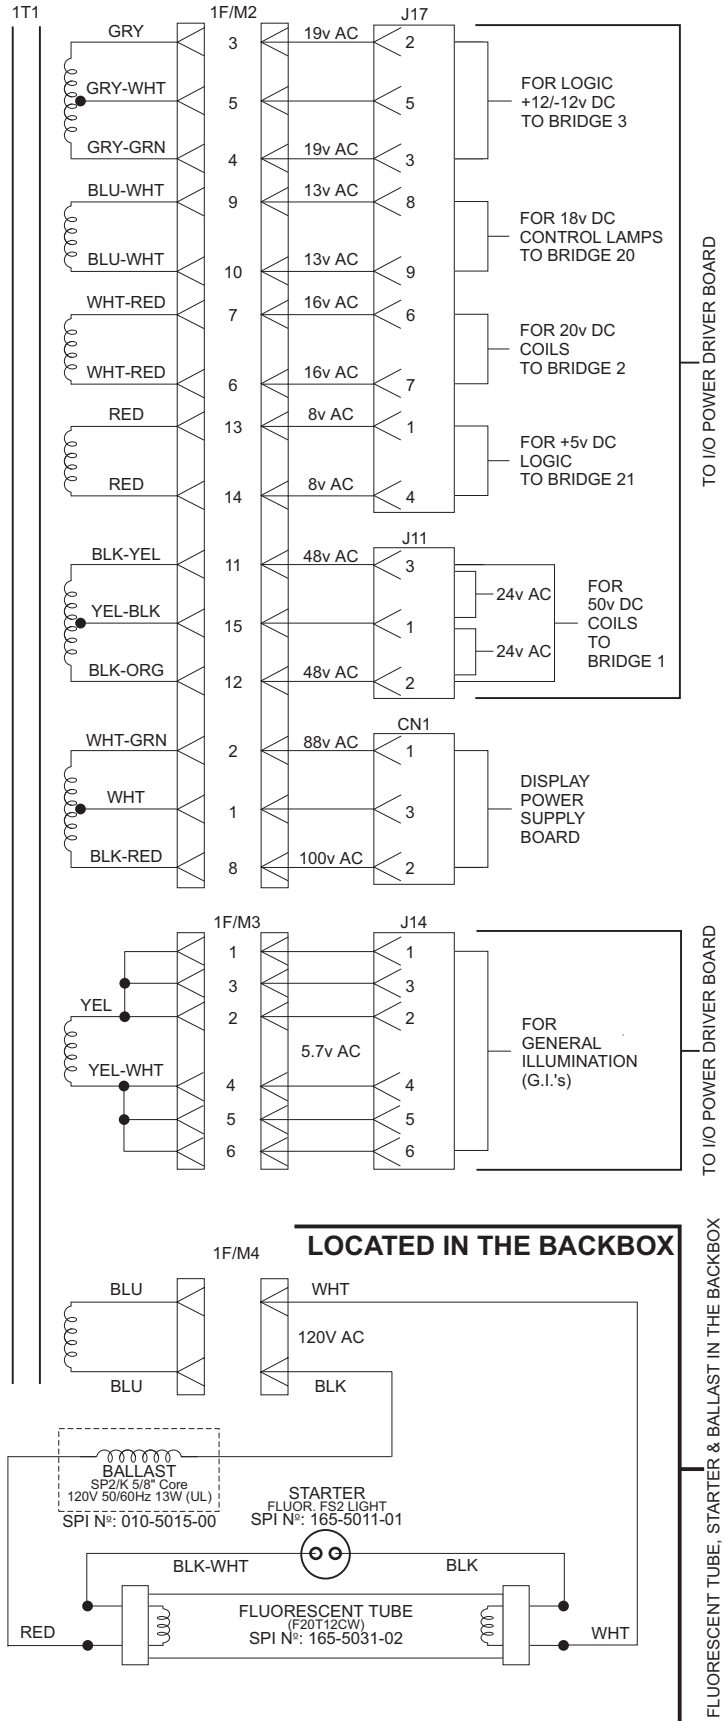 1T1
1F/M2
J17
GRY
3
19v AC
2
GRY-WHT
5
5
GRY-GRN
4
19v AC
3
FOR LOGIC
+12/-12v DC
TO BRIDGE 3
BLU-WHT
9
13v AC
8
BLU-WHT
10
13v AC
9
FOR 18v DC
CONTROL LAMPS
TO BRIDGE 20
WHT-RED
7
16v AC
6
WHT-RED
6
16v AC
7
FOR 20v DC
COILS
TO BRIDGE 2
RED
13
8v AC
1
RED
14
8v AC
4
FOR +5v DC
LOGIC
TO BRIDGE 21
TO I/O POWER DRIVER BOARD
J11
BLK-YEL
11
48v AC
3
YEL-BLK
15
1
BLK-ORG
12
48v AC
2
24v AC
24v AC
FOR
50v DC
COILS
TO
BRIDGE 1
CN1
WHT-GRN
2
88v AC
1
WHT
1
3
BLK-RED
8
100v AC
2
DISPLAY
POWER
SUPPLY
BOARD
1F/M3
J14
1
1
3
3
YEL
2
2
5.7v AC
YEL-WHT
4
4
5
5
6
6
FOR
GENERAL
ILLUMINATION
(G.I.'s)
TO I/O POWER DRIVER BOARD
LOCATED IN THE BACKBOX
1F/M4
BLU
WHT
120V AC
BLU
BLK
BALLAST
SP2/K 5/8" Core
120V 50/60Hz 13W (UL)
SPI Nº: 010-5015-00
STARTER
FLUOR. FS2 LIGHT
SPI Nº: 165-5011-01
BLK-WHT
BLK
RED
FLUORESCENT TUBE
(F20T12CW)
SPI Nº: 165-5031-02
WHT
FLUORESCENT TUBE, STARTER & BALLAST IN THE BACKBOX